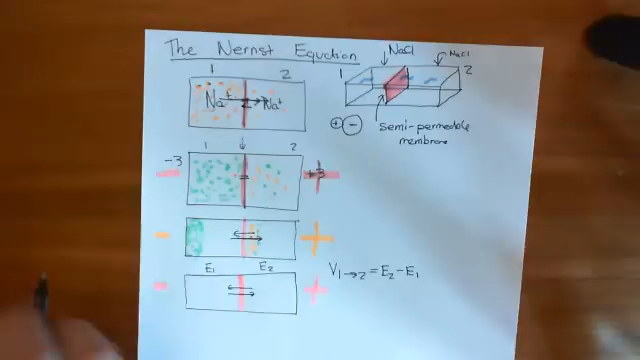 The Nernst Equation
NaCl
NaCl
1
2
1
2
Na+
Na+
+ -
semi-permeable
membrane
1
2
-3
-
+
-
+
E1
E2
V1→2 = E2 - E1
-
+